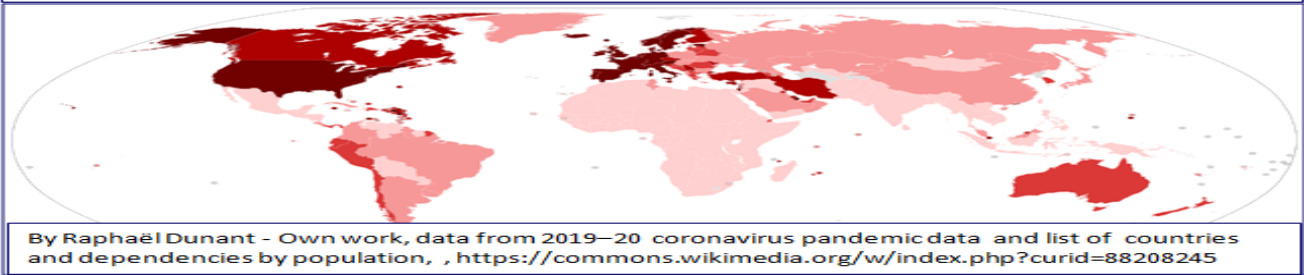 By Raphaël Dunant - Own work, data from 2019–20 coronavirus pandemic data and list of countries
and dependencies by population, , https://commons.wikimedia.org/w/index.php?curid=88208245